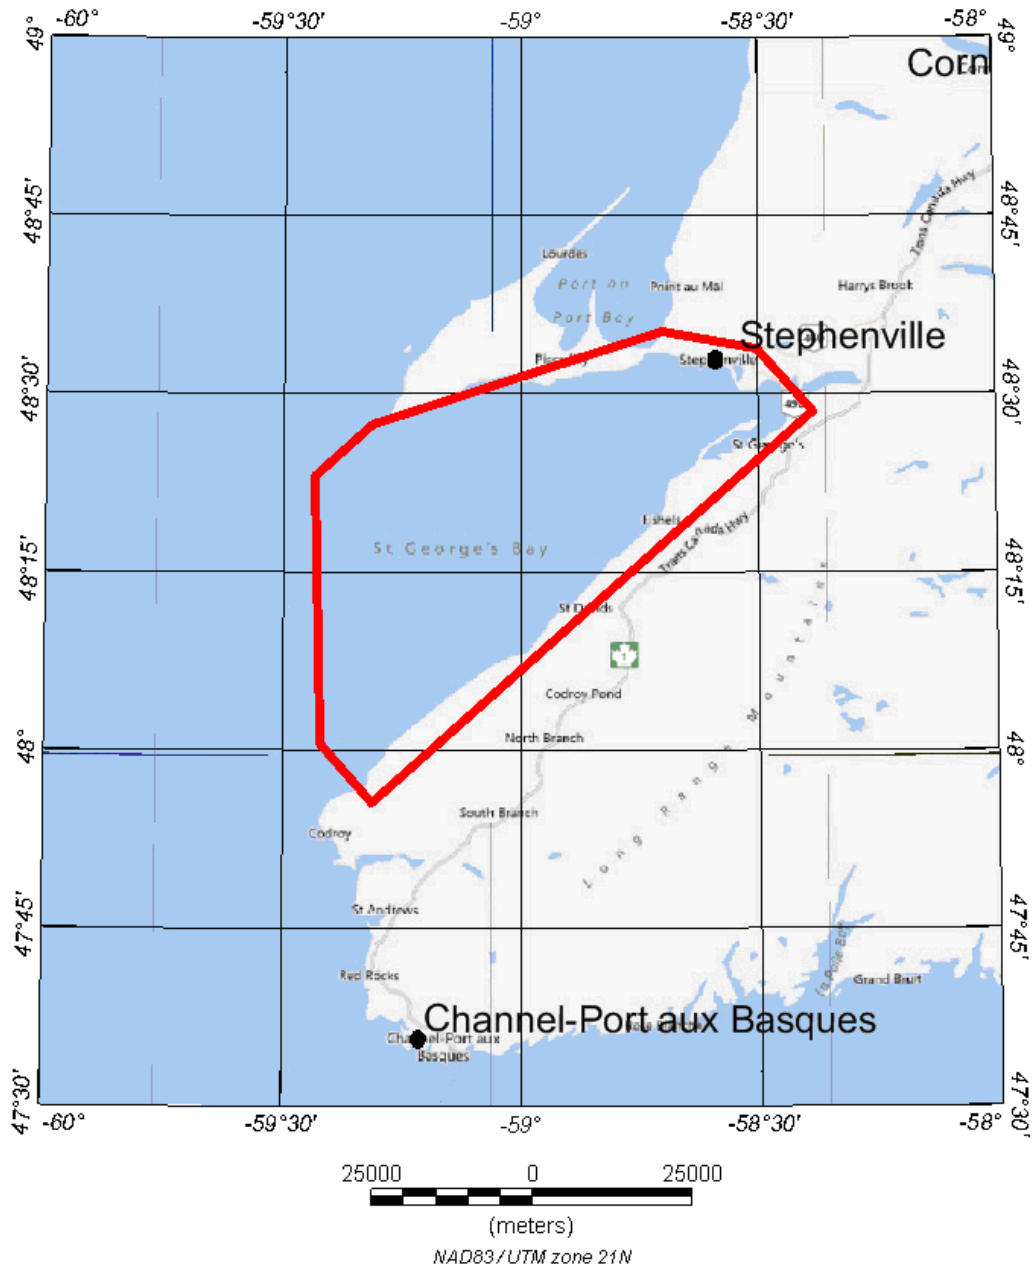 -60° -59°30' -59° -58°30' -58°
49° 49°
Corn
48°45' 48°45'
Trans Canada Hwy
Lourdes
Port au
Port Bay
Point au Mal
Harrys Brook
Stephenville
Stephenville
48°30' 48°30'
490
St George's
Fishels
Trans Canada Hwy
St George's Bay
48°15' 48°15'
St Davids
1
Codroy Pond
North Branch
Long Range Mountains
48° 48°
South Branch
Codroy
St Andrews
47°45' 47°45'
La Poile Bay
Red Rocks
Grand Bruit
Channel-Port aux Basques
Channel-Port aux
Basques
47°30' 47°30'
-60° -59°30' -59° -58°30' -58°
25000 0 25000
(meters)
NAD83 / UTM zone 21N